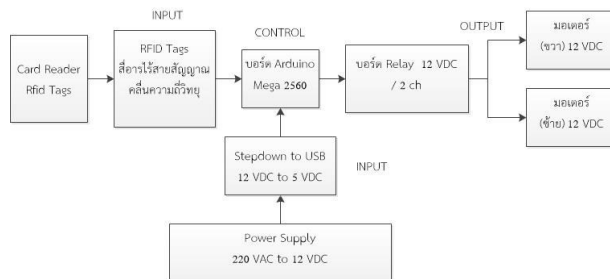 INPUT
CONTROL
OUTPUT
Card Reader
Rfid Tags
RFID Tags
สื่อารไร้สายสัญญาณ
คลื่นความถี่วิทยุ
บอร์ด Arduino
Mega 2560
บอร์ด Relay 12 VDC
/ 2 ch
มอเตอร์
(ขวา) 12 VDC
มอเตอร์
(ซ้าย) 12 VDC
Stepdown to USB
12 VDC to 5 VDC
INPUT
Power Supply
220 VAC to 12 VDC